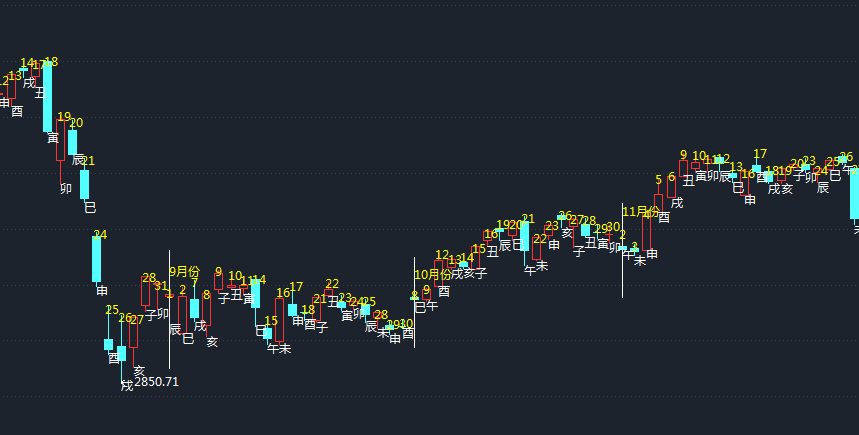 12
申
13
酉
14
戌
17
丑
18
寅
19
卯
20
辰
21
巳
24
申
25
酉
26
戌
2850.71
27
亥
28
子
31
卯
9月份
1
辰
2
巳
7
戌
8
亥
9
子
10
丑
11
寅
14
巳
15
午
16
未
17
申
18
酉
21
子
22
丑
23
寅
24
卯
25
辰
28
未
29
申
30
酉
10月份
8
巳
9
午
12
酉
13
戌
14
亥
15
子
16
丑
19
辰
20
巳
21
午
22
未
23
申
26
亥
27
子
28
丑
29
寅
30
卯
11月份
2
午
3
未
4
申
5
酉
6
戌
9
丑
10
寅
11
卯
12
辰
13
巳
16
申
17
酉
18
戌
19
亥
20
子
23
卯
24
辰
25
巳
26
午